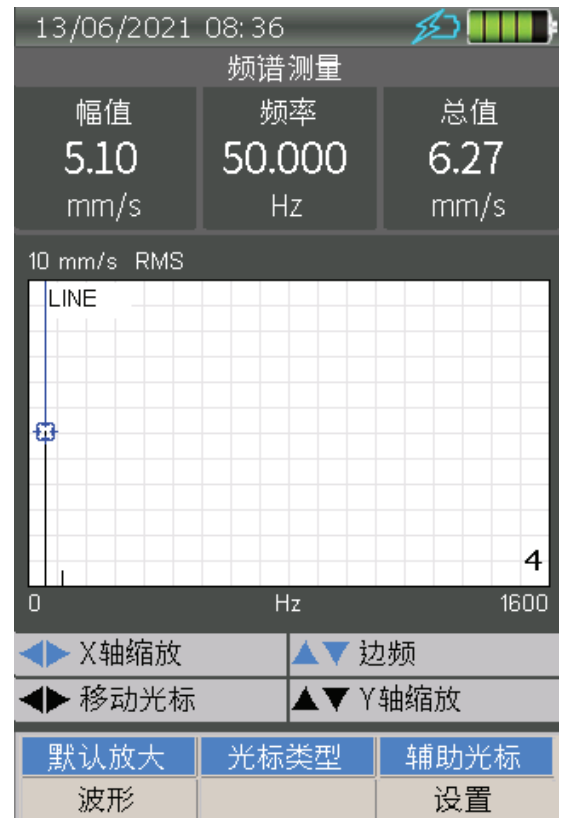 13/06/2021 08:36
频谱测量
幅值 频率 总值
5.10 50.000 6.27
mm/s Hz mm/s
10 mm/s RMS
LINE
4
0 Hz 1600
X轴缩放 边频
移动光标 Y轴缩放
默认放大 光标类型 辅助光标
波形 设置